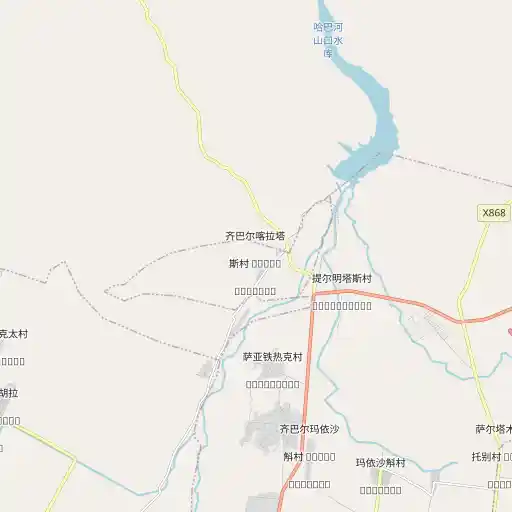 哈巴河
山口水
库
X868
齐巴尔喀拉塔
斯村
提尔明塔斯村
克太村
萨亚铁热克村
胡拉
齐巴尔玛依沙
斛村
萨尔塔木
玛依沙斛村
托别村